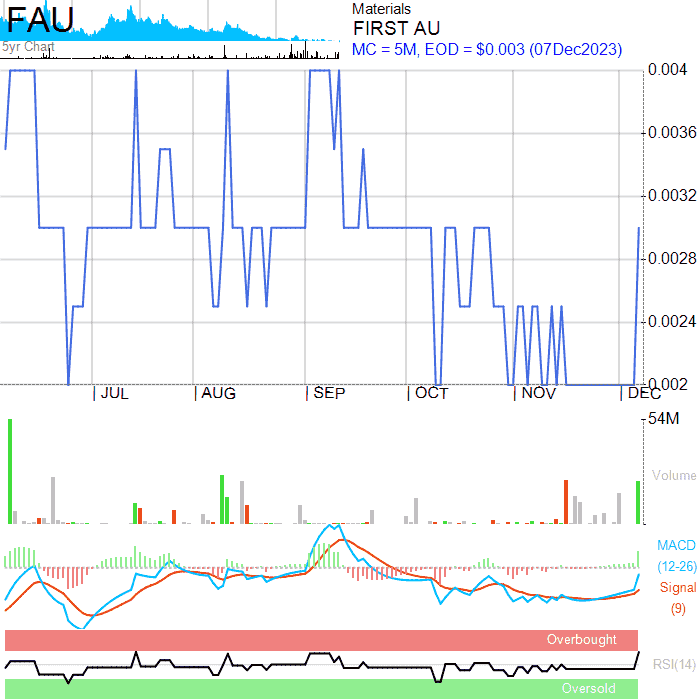 FAU
5yr Chart
Materials
FIRST AU
MC = 5M, EOD = $0.003 (07Dec2023)
0.004
0.0036
0.0032
0.0028
0.0024
0.002
JUL AUG SEP OCT NOV DEC
54M
Volume
MACD
(12-26)
Signal
(9)
Overbought
RSI(14)
Oversold